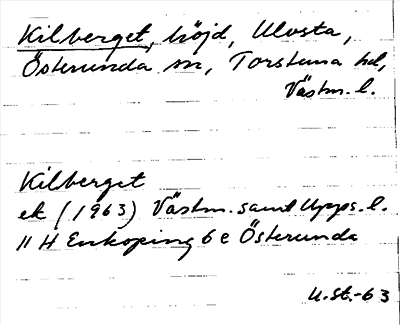 Kilberget, höjd, Ulvsta,
Österunda sn, Torstuna hd,
Västm. l.
Kilberget
ek (1963) Västm. samt Upps. l.
11 H Enköping 6 e Österunda
U.St.-63